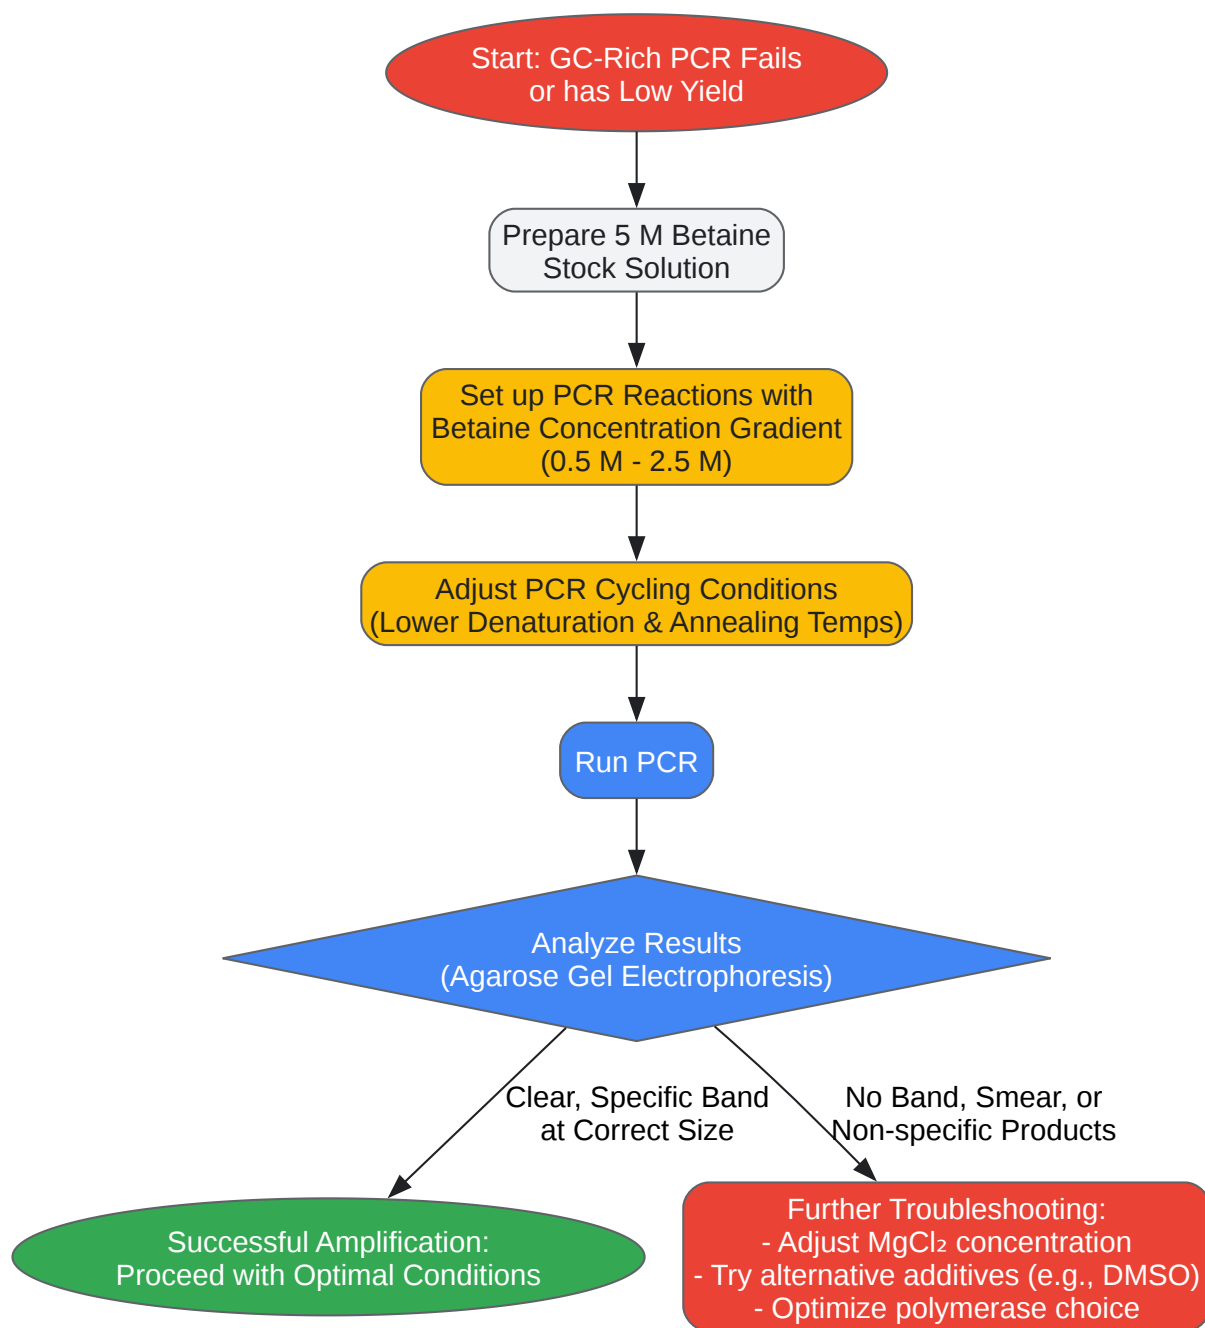 Start: GC-Rich PCR Fails
or has Low Yield
Prepare 5 M Betaine
Stock Solution
Set up PCR Reactions with
Betaine Concentration Gradient
(0.5 M - 2.5 M)
Adjust PCR Cycling Conditions
(Lower Denaturation & Annealing Temps)
Run PCR
Analyze Results
(Agarose Gel Electrophoresis)
Clear, Specific Band
at Correct Size
No Band, Smear, or
Non-specific Products
Successful Amplification:
Proceed with Optimal Conditions
Further Troubleshooting:
- Adjust MgCl₂ concentration
- Try alternative additives (e.g., DMSO)
- Optimize polymerase choice